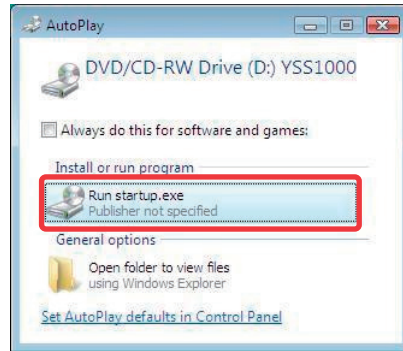 AutoPlay
DVD/CD-RW Drive (D:) YSS1000
Always do this for software and games:
Install or run program
Run startup.exe
Publisher not specified
General options
Open folder to view files
using Windows Explorer
Set AutoPlay defaults in Control Panel